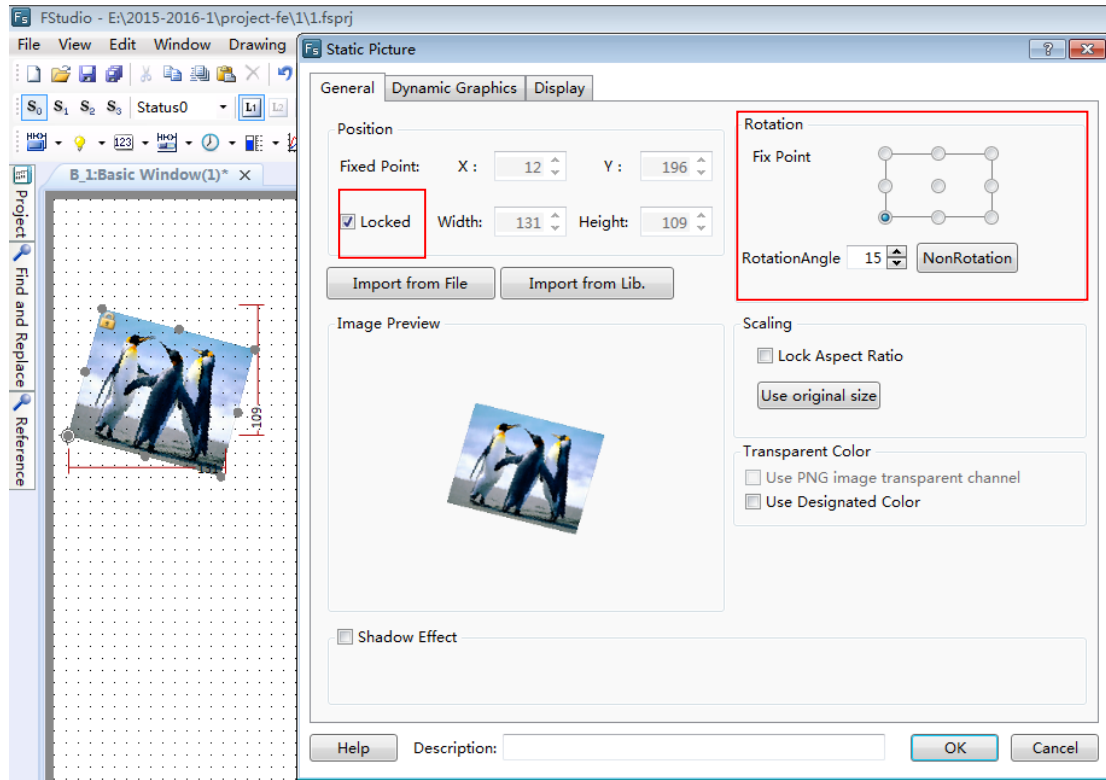 FStudio - E:\2015-2016-1\project-fe\1\1.fsprj
File View Edit Window Drawing
Static Picture
General Dynamic Graphics Display
S0 S1 S2 S3 Status0 L1 L2
123
B_1:Basic Window(1)*
Project
Find and Replace
Reference
109
Position
Fixed Point: X : 12 Y : 196
Locked Width: 131 Height: 109
Import from File Import from Lib.
Rotation
Fix Point
RotationAngle 15 NonRotation
Image Preview
Scaling
Lock Aspect Ratio
Use original size
Transparent Color
Use PNG image transparent channel
Use Designated Color
Shadow Effect
Help Description: OK Cancel